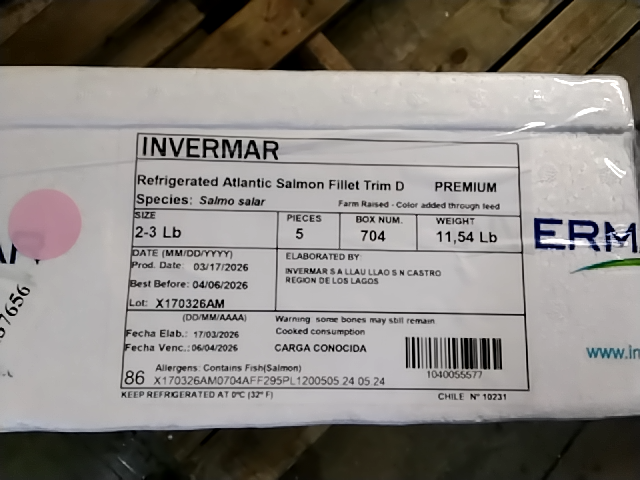 INVERMAR
Refrigerated Atlantic Salmon Fillet Trim D PREMIUM
Species: Salmo salar Farm Raised - Color added through feed
SIZE PIECES BOX NUM. WEIGHT
2-3 Lb 5 704 11,54 Lb
DATE (MM/DD/YYYY)
Prod. Date: 03/17/2026
Best Before: 04/06/2026
Lot: X170326AM
ELABORATED BY:
INVERMAR S A LLAU LLAO S N CASTRO
REGION DE LOS LAGOS
(DD/MM/AAAA)
Fecha Elab.: 17/03/2026
Fecha Venc.: 06/04/2026
Warning some bones may still remain
Cooked consumption
CARGA CONOCIDA
1040055577
Allergens: Contains Fish(Salmon)
86 X170326AM0704AFF295PL1200505 24 05.24
KEEP REFRIGERATED AT 0°C (32° F) CHILE N° 10231
ERM
www.in
7656